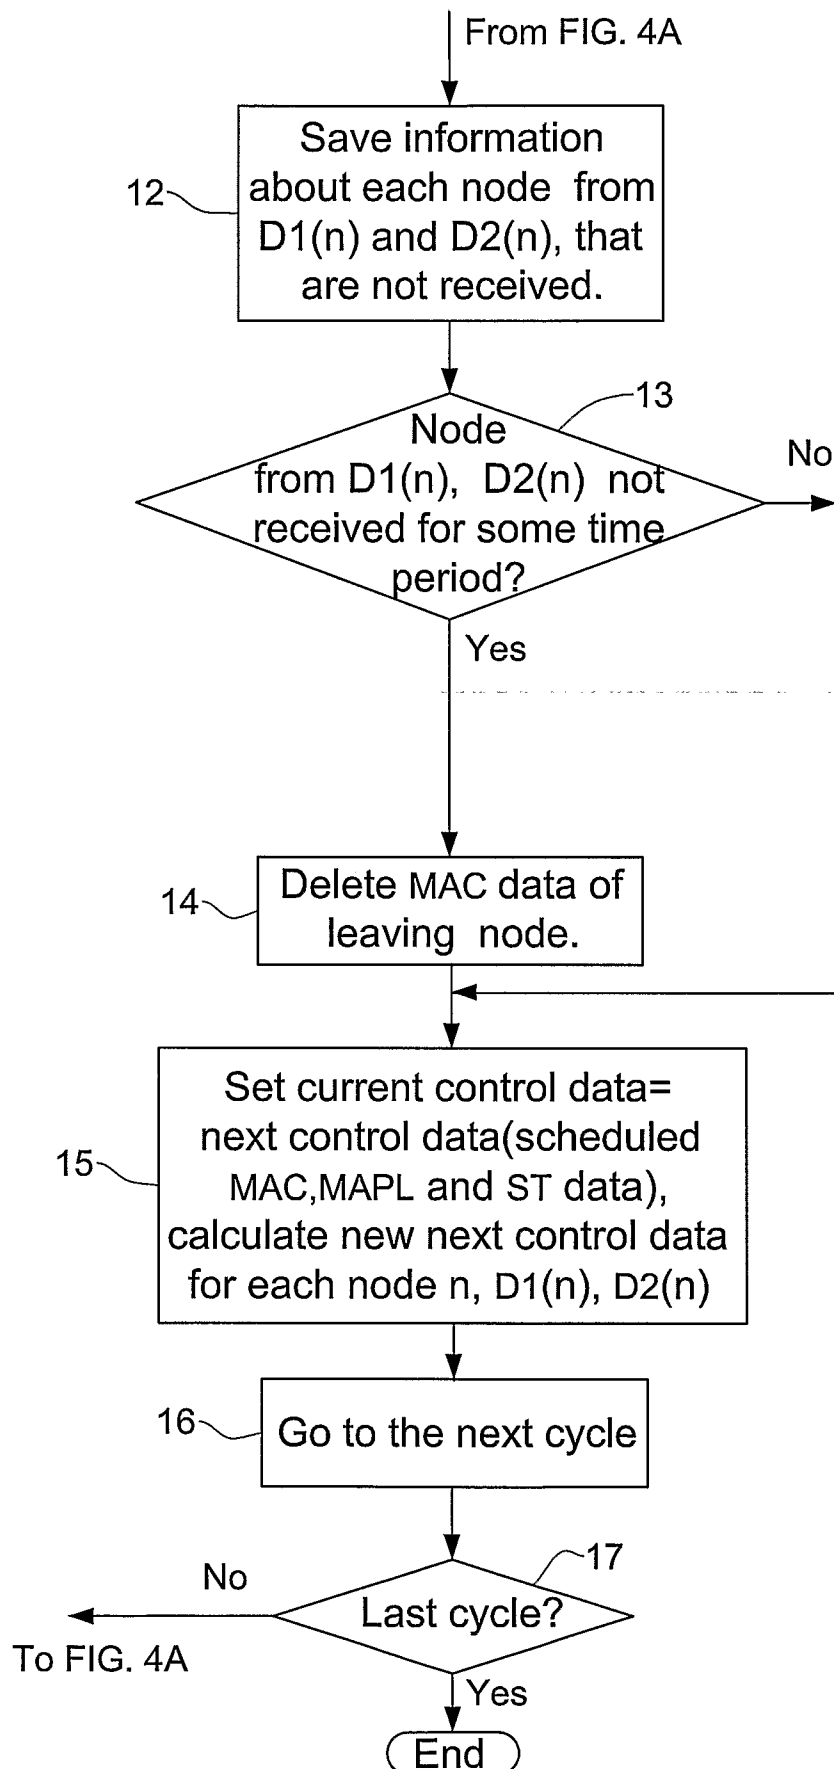 From FIG. 4A
Save information
about each node from
D1(n) and D2(n), that
are not received.
12
13
Node
from D1(n), D2(n) not
received for some time
period?
No
Yes
Delete MAC data of
leaving node.
14
Set current control data=
next control data(scheduled
MAC,MAPL and ST data),
calculate new next control data
for each node n, D1(n), D2(n)
15
16
Go to the next cycle
17
No
Last cycle?
To FIG. 4A
Yes
End